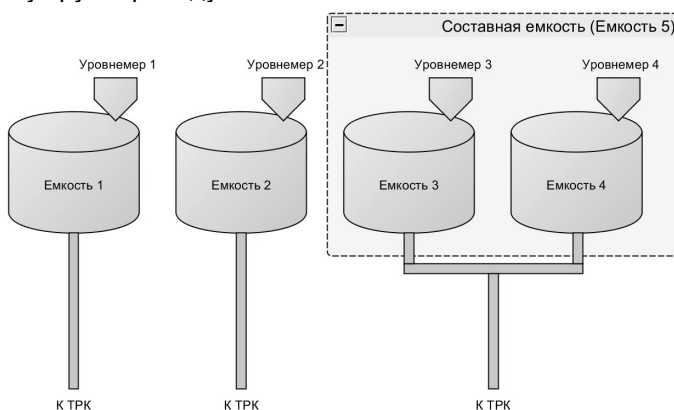 Составная емкость (Емкость 5)
Уровнемер 1
Уровнемер 2
Уровнемер 3
Уровнемер 4
Емкость 1
Емкость 2
Емкость 3
Емкость 4
К ТРК
К ТРК
К ТРК